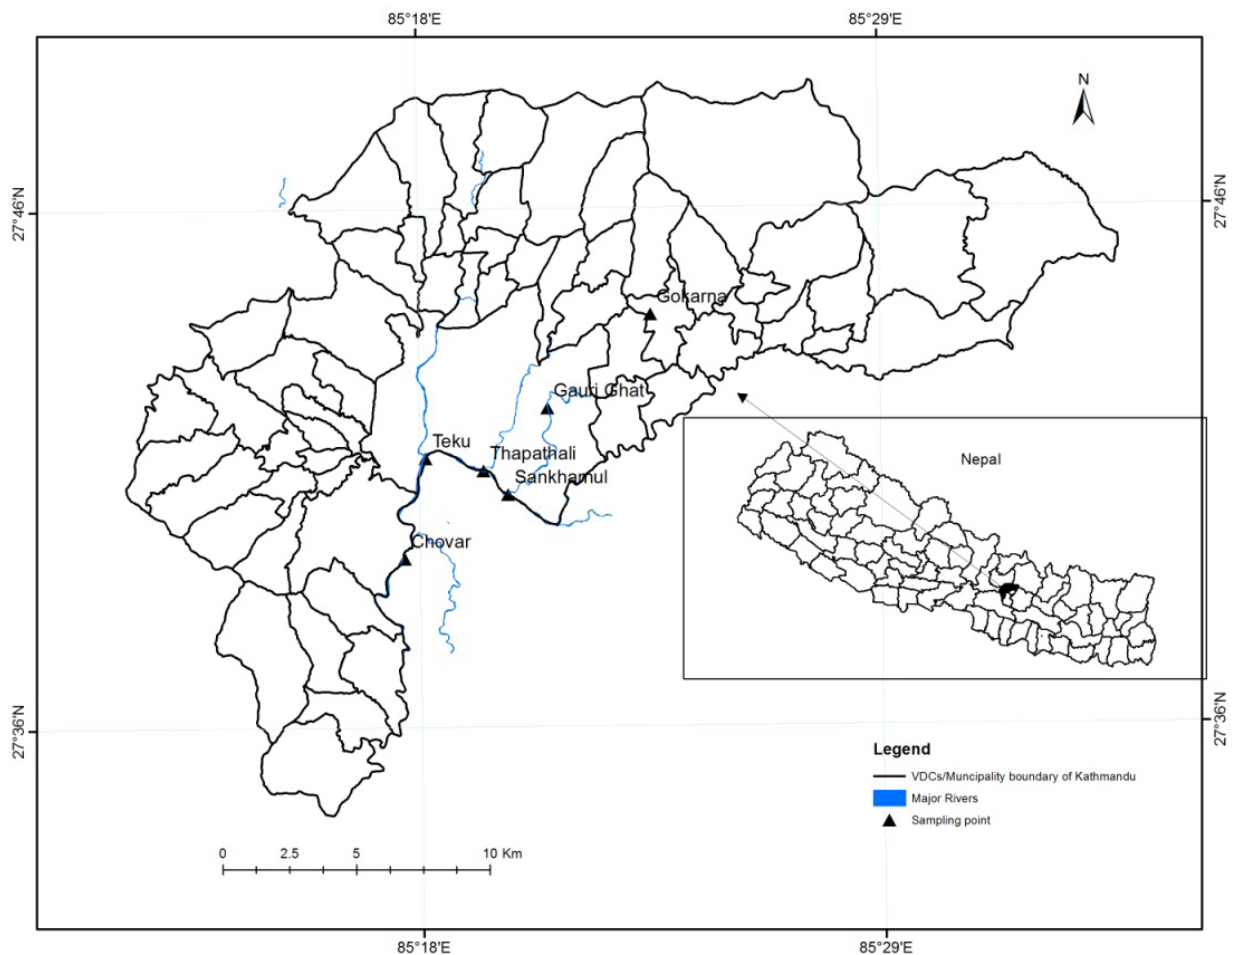 85°18'E
85°29'E
N
27°46'N
27°46'N
Gokarna
Gauri Ghat
Teku
Thapathali
Sankhamul
Nepal
Chovar
27°36'N
27°36'N
Legend
VDCs/Muncipality boundary of Kathmandu
Major Rivers
Sampling point
0 2.5 5 10 Km
85°18'E
85°29'E